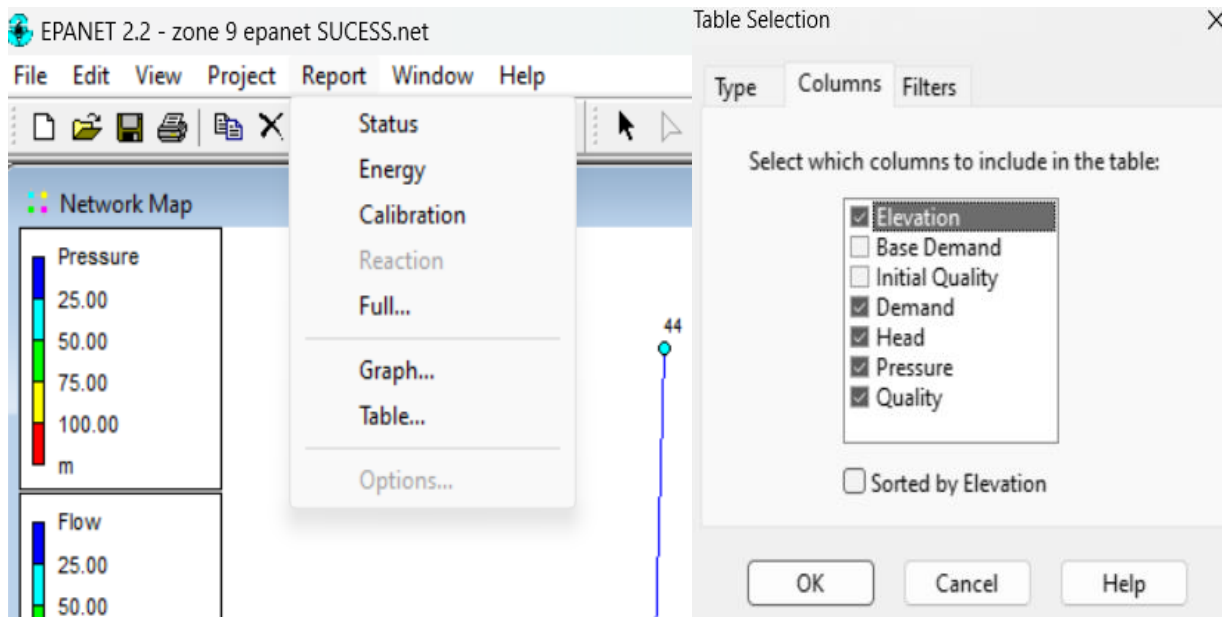 EPANET 2.2 - zone 9 epanet SUCESS.net
File Edit View Project Report Window Help
Status
Energy
Calibration
Reaction
Full...
Graph...
Table...
Options...
Network Map
Pressure
25.00
50.00
75.00
100.00
m
Flow
25.00
50.00
44
Table Selection
Type Columns Filters
Select which columns to include in the table:
Elevation
Base Demand
Initial Quality
Demand
Head
Pressure
Quality
Sorted by Elevation
OK Cancel Help